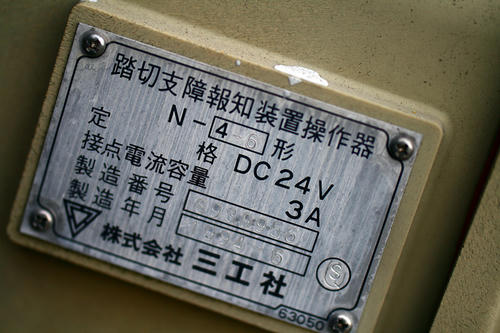 踏切支障報知装置操作器
N-4-6形
定格 DC24V
接点電流容量 3A
製造番号
製造年月
株式会社 三工社
63050